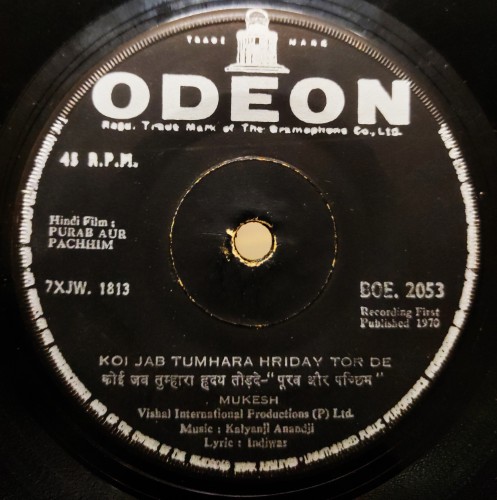 TRADE MARK
ODEON
Regd. Trade Mark of The Gramophone Co., Ltd.
45 R.P.M.
Hindi Film :
PURAB AUR
PACHHIM
7XJW. 1813
BOE. 2053
Recording First
Published 1970
KOI JAB TUMHARA HRIDAY TOR DE
कोई जब तुम्हारा हृदय तोड़दे-"पूरब और पच्छिम"
MUKESH
Vishal International Productions (P) Ltd.
Music : Kalyanji Anandji
Lyric : Indiwar